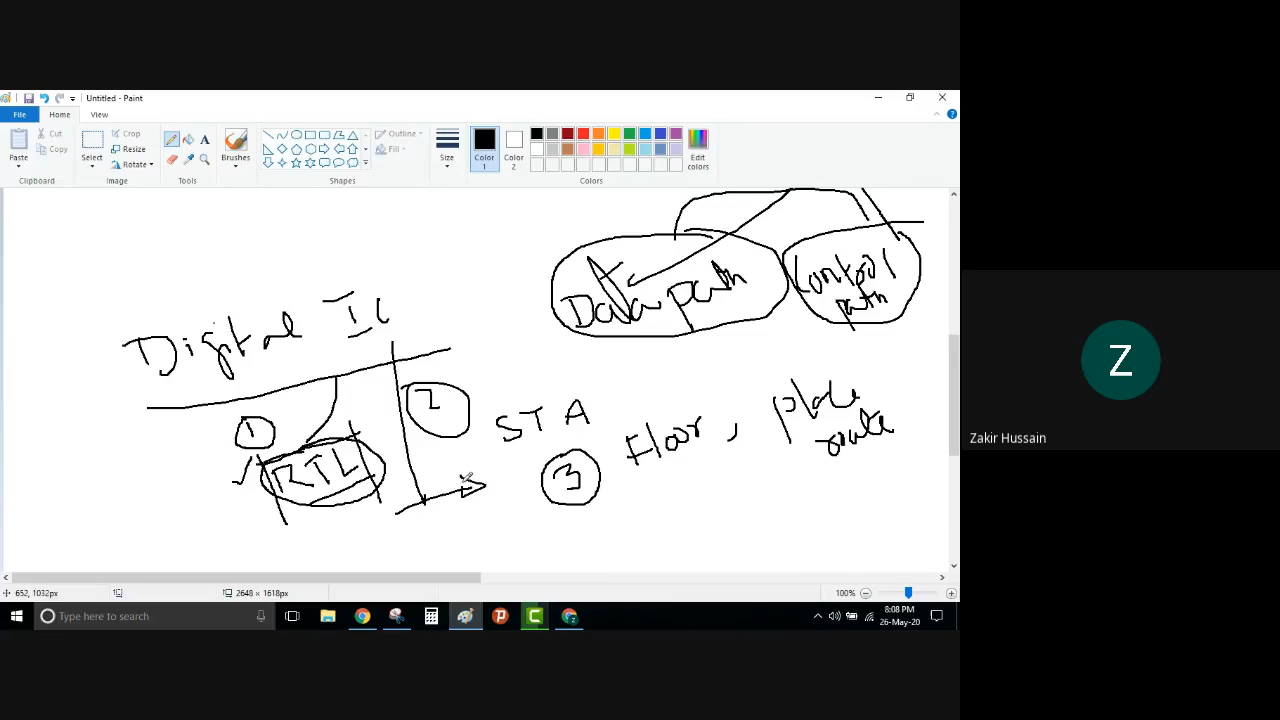 Untitled - Paint
File Home View
Paste
Cut
Copy
Clipboard
Select
Crop
Resize
Rotate
Image
Tools
Brushes
Shapes
Outline
Fill
Size
Color 1
Color 2
Colors
Edit colors
Data path
Control path
Digital IC
1
RTL
2
STA
3
Floor, place route
Z
Zakir Hussain
652, 1032px
2648 × 1618px
100%
Type here to search
8:08 PM
26-May-20